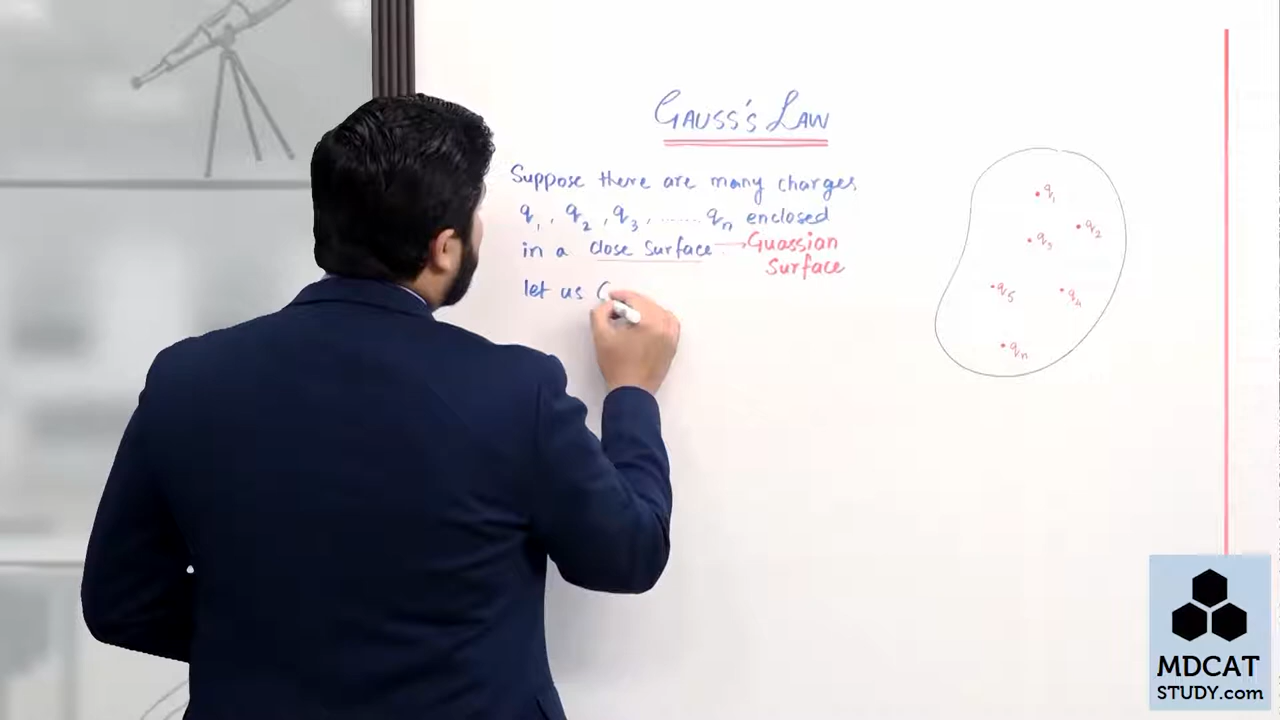 GAUSS'S LAW
Suppose there are many charges,
q1, q2, q3, ...... qn enclosed
in a close surface → Guassian
Surface
let us C
q1
q2
q3
q5
q4
qn
MDCAT
STUDY.com